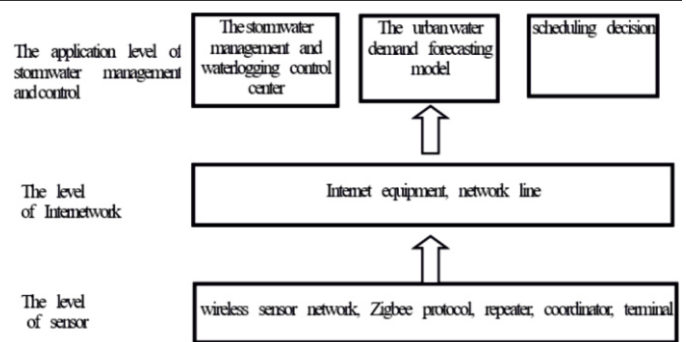 The application level of
stormwater management
and control
The stormwater
management and
waterlogging control
center
The urban water
demand forecasting
model
scheduling decision
The level
of Internetwork
Internet equipment, network line
The level
of sensor
wireless sensor network, Zigbee protocol, repeater, coordinator, terminal